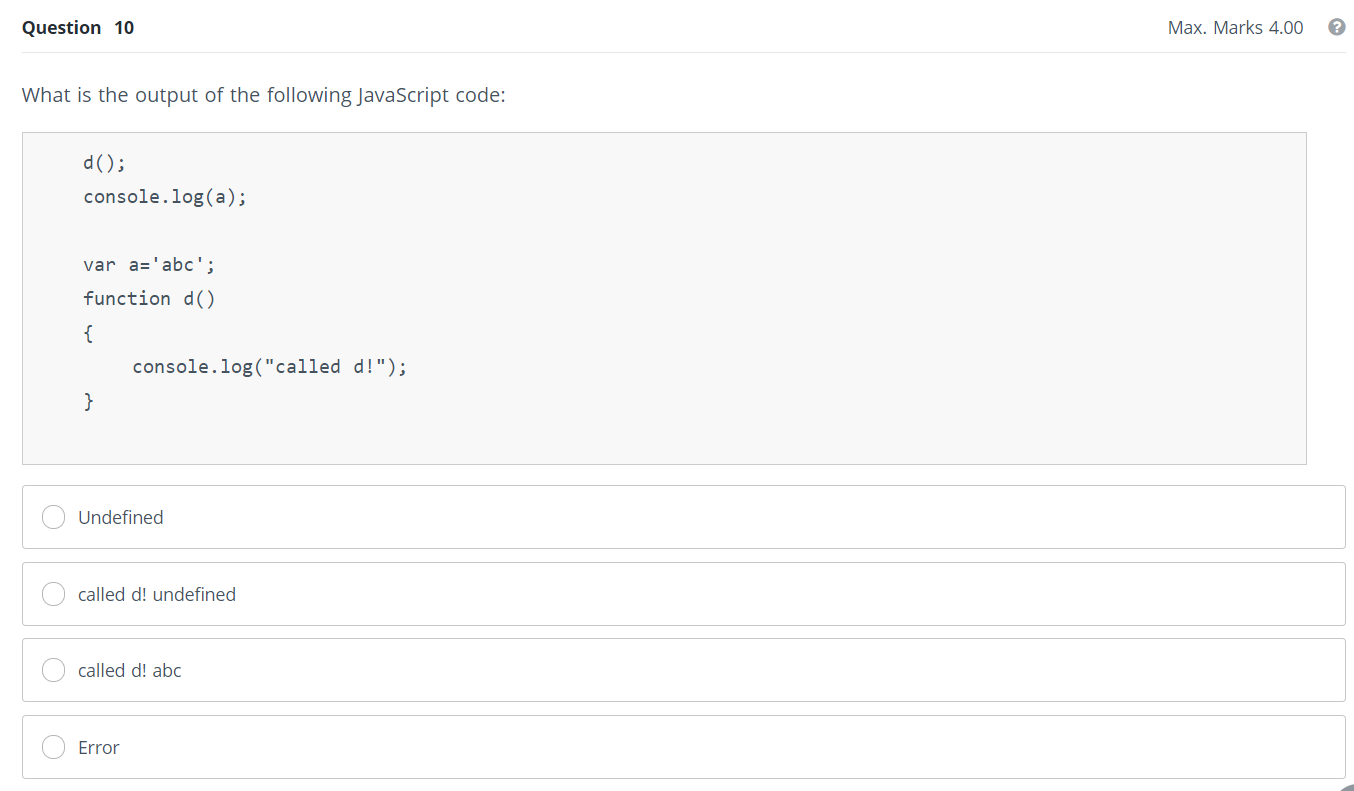 Question 10
Max. Marks 4.00
What is the output of the following JavaScript code:
d();
console.log(a);
var a='abc';
function d()
{
console.log("called d!");
}
Undefined
called d! undefined
called d! abc
Error